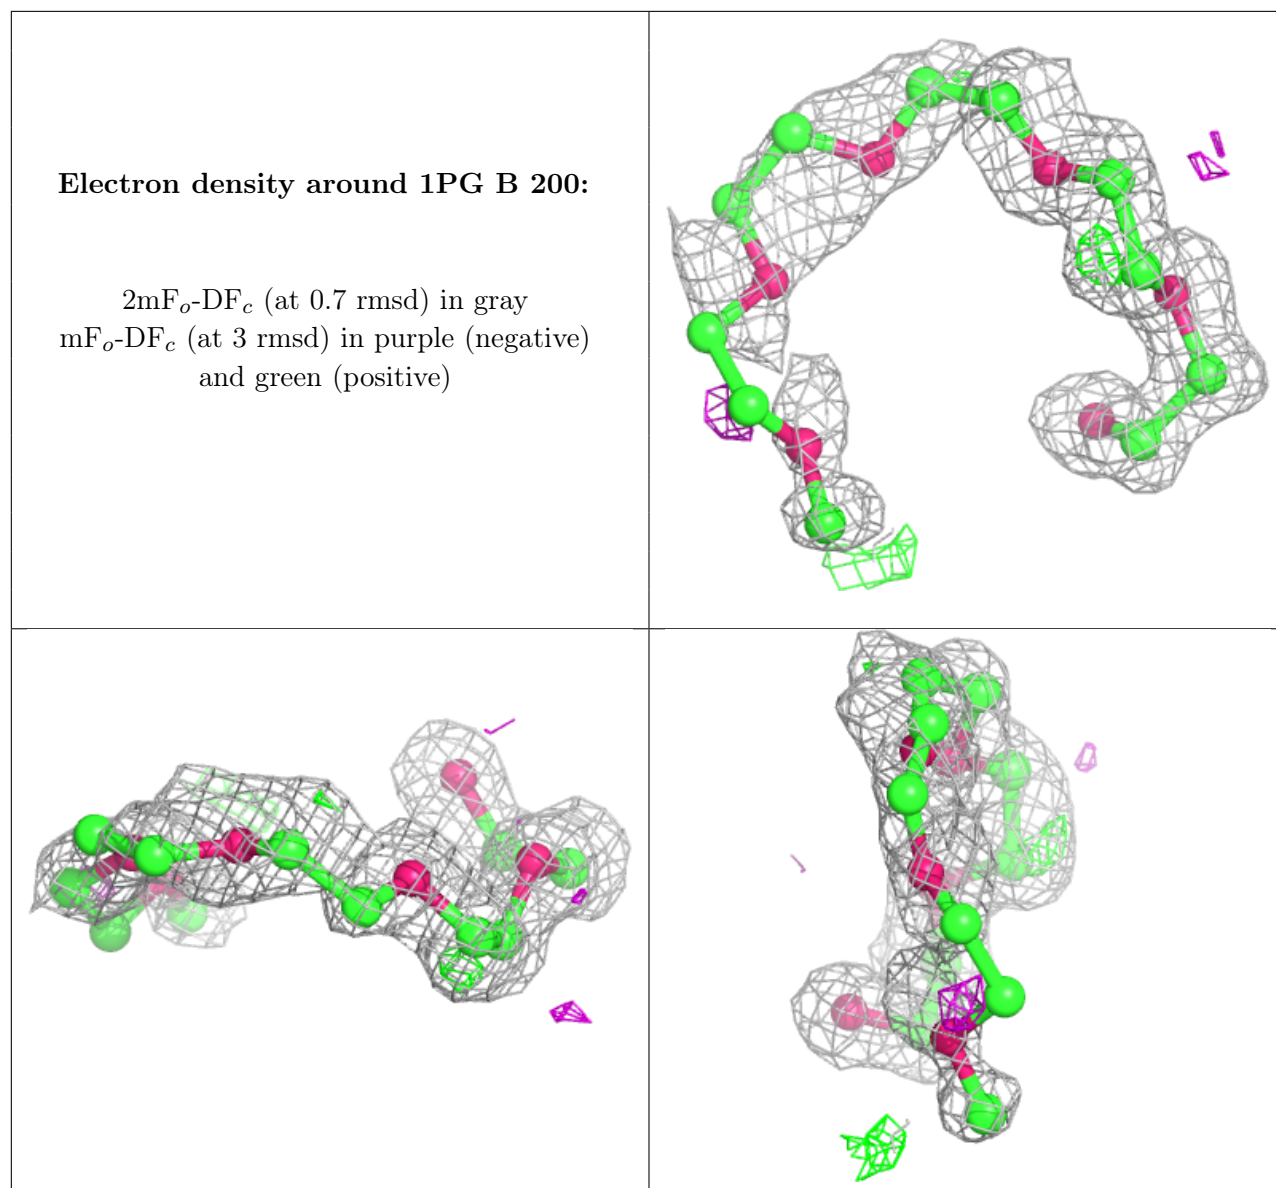 Electron density around 1PG B 200:
2mFo-DFc (at 0.7 rmsd) in gray
mFo-DFc (at 3 rmsd) in purple (negative)
and green (positive)